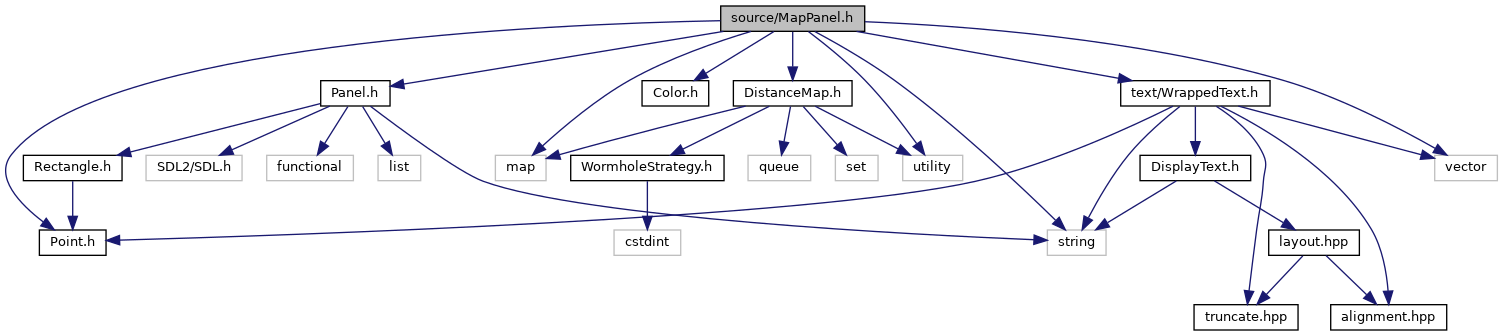 source/MapPanel.h
Panel.h
Color.h
DistanceMap.h
text/WrappedText.h
Rectangle.h
SDL2/SDL.h
functional
list
map
WormholeStrategy.h
queue
set
utility
DisplayText.h
vector
Point.h
cstdint
string
layout.hpp
truncate.hpp
alignment.hpp